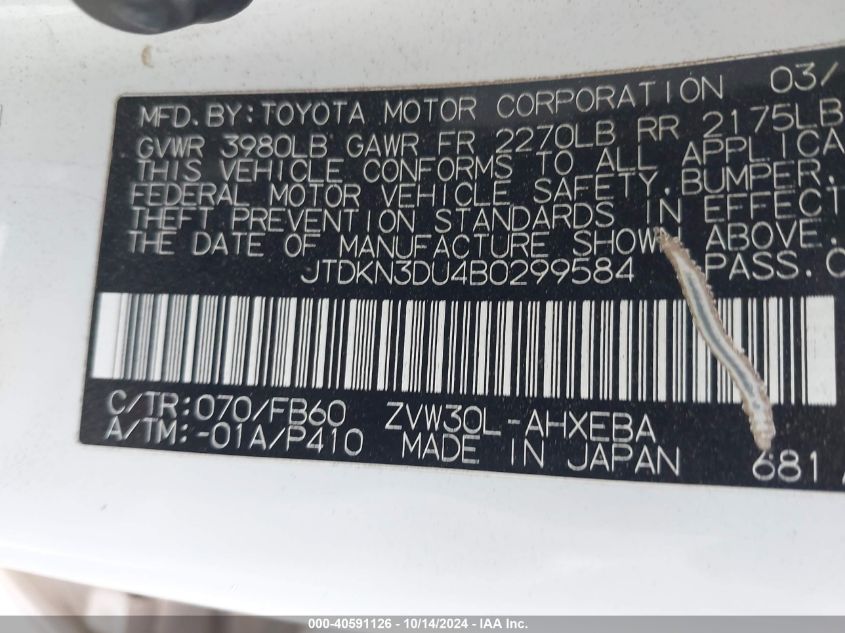 MFD. BY: TOYOTA MOTOR CORPORATION 03/
GVWR 3980LB GAWR FR 2270LB RR 2175LB
THIS VEHICLE CONFORMS TO ALL APPLICA
FEDERAL MOTOR VEHICLE SAFETY, BUMPER,
THEFT PREVENTION STANDARDS IN EFFECT
THE DATE OF MANUFACTURE SHOWN ABOVE.
JTDKN3DU4B0299584 PASS.C
C/TR:070/FB60 ZVW30L-AHXEBA
A/TM:-01A/P410 MADE IN JAPAN 681 A
000-40591126 - 10/14/2024 - IAA Inc.